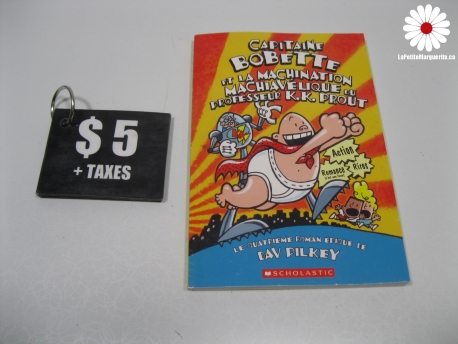 LaPetiteMarguerite.ca
$ 5
+ TAXES
CAPITAINE
BOBETTE
ET LA MACHINATION
MACHIAVÉLIQUE DU
PROFESSEUR K.K. PROUT
Action
Romance
Rires
LE QUATRIÈME ROMAN ÉPIQUE DE
DAV PILKEY
SCHOLASTIC